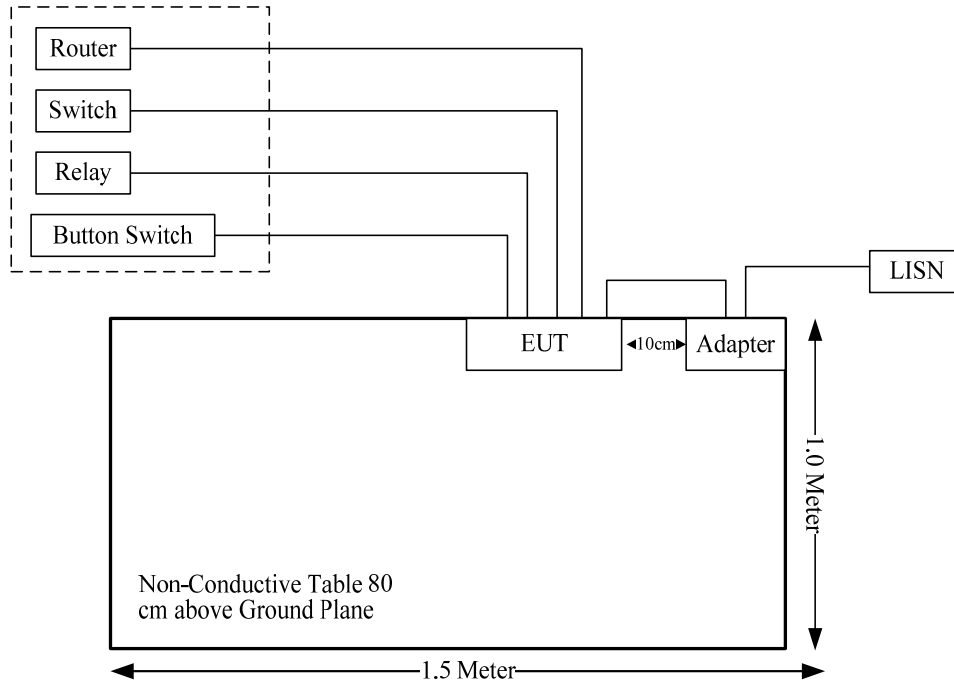 Router
Switch
Relay
Button Switch
LISN
EUT
10cm
Adapter
1.0 Meter
Non-Conductive Table 80
cm above Ground Plane
1.5 Meter